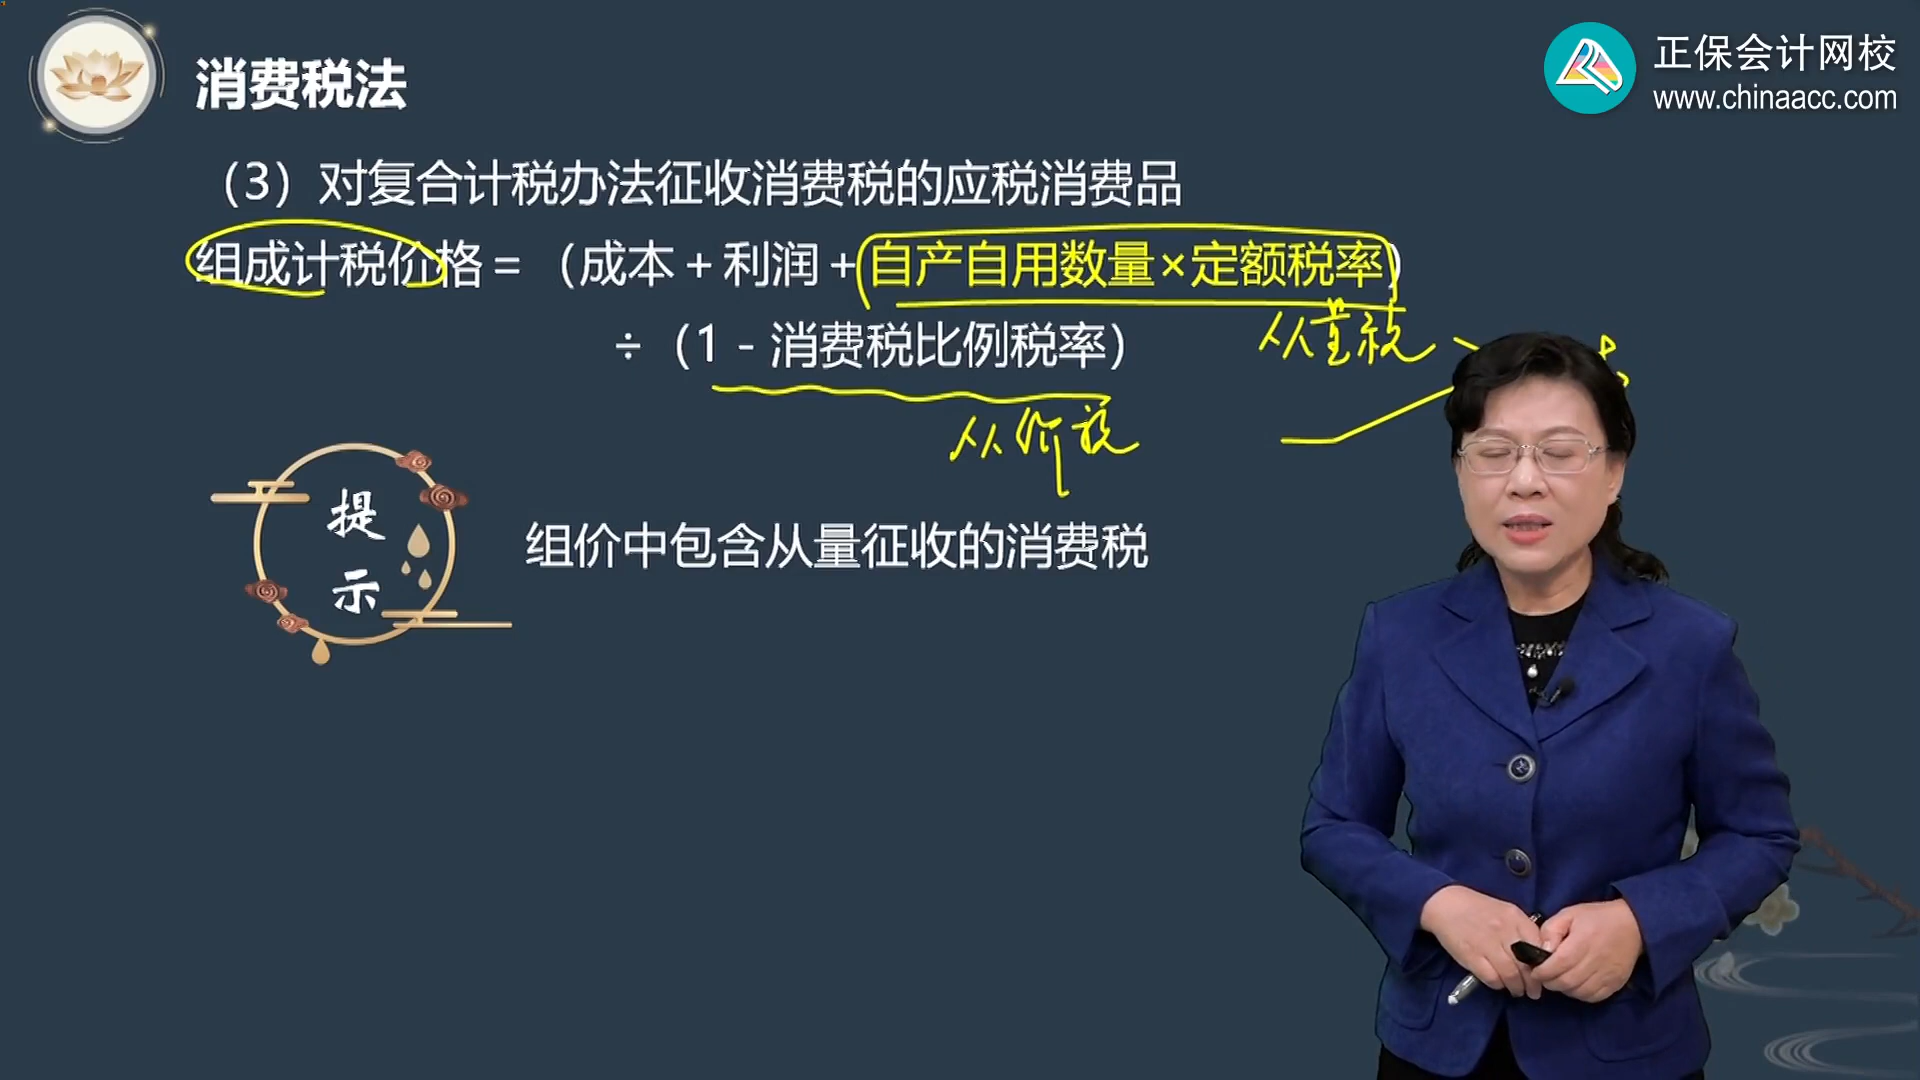 正保会计网校
www.chinaacc.com
消费税法
（3）对复合计税办法征收消费税的应税消费品
组成计税价格＝（成本＋利润＋自产自用数量×定额税率）
÷（1－消费税比例税率）
从量税
从价税
提示
组价中包含从量征收的消费税